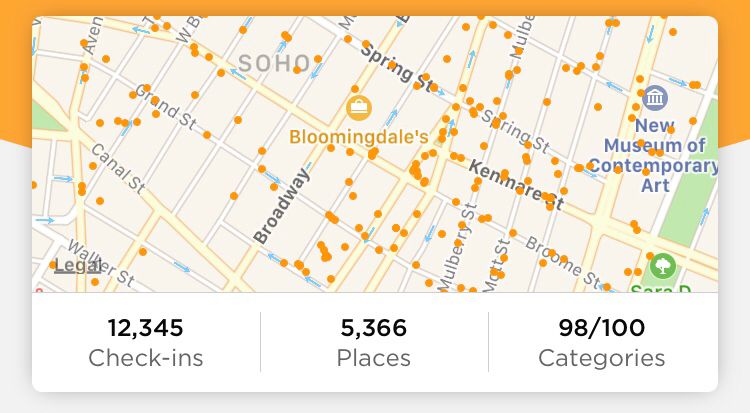 Aven
W B
SOHO
Spring St
Mulbe
Grand St
Bloomingdale's
Spring St
New
Museum of
Contemporary
Art
Canal St
Kenmare St
Broadway
Mulberry St
Mott St
Broome St
Walker St
Legal
Sara D
12,345
5,366
98/100
Check-ins
Places
Categories